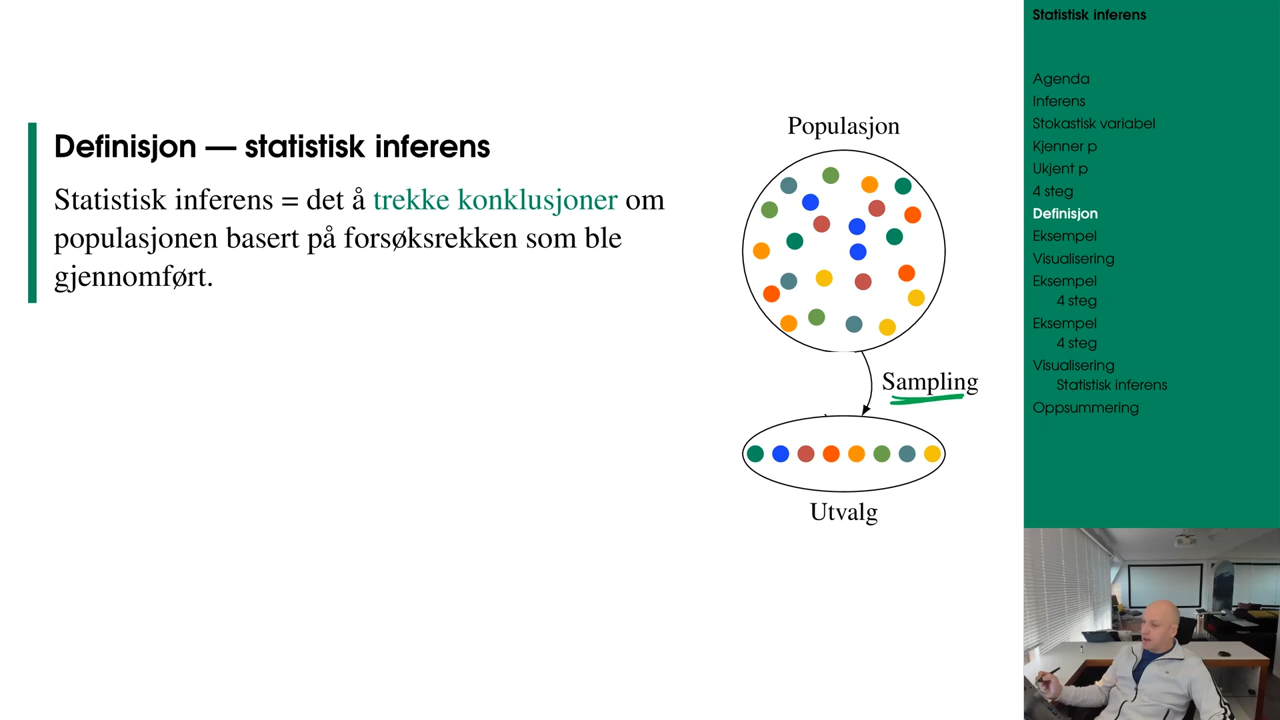 Definisjon — statistisk inferens
Statistisk inferens = det å trekke konklusjoner om
populasjonen basert på forsøksrekken som ble
gjennomført.
Populasjon
Sampling
Utvalg
Statistisk inferens
Agenda
Inferens
Stokastisk variabel
Kjenner p
Ukjent p
4 steg
Definisjon
Eksempel
Visualisering
Eksempel
4 steg
Eksempel
4 steg
Visualisering
Statistisk inferens
Oppsummering